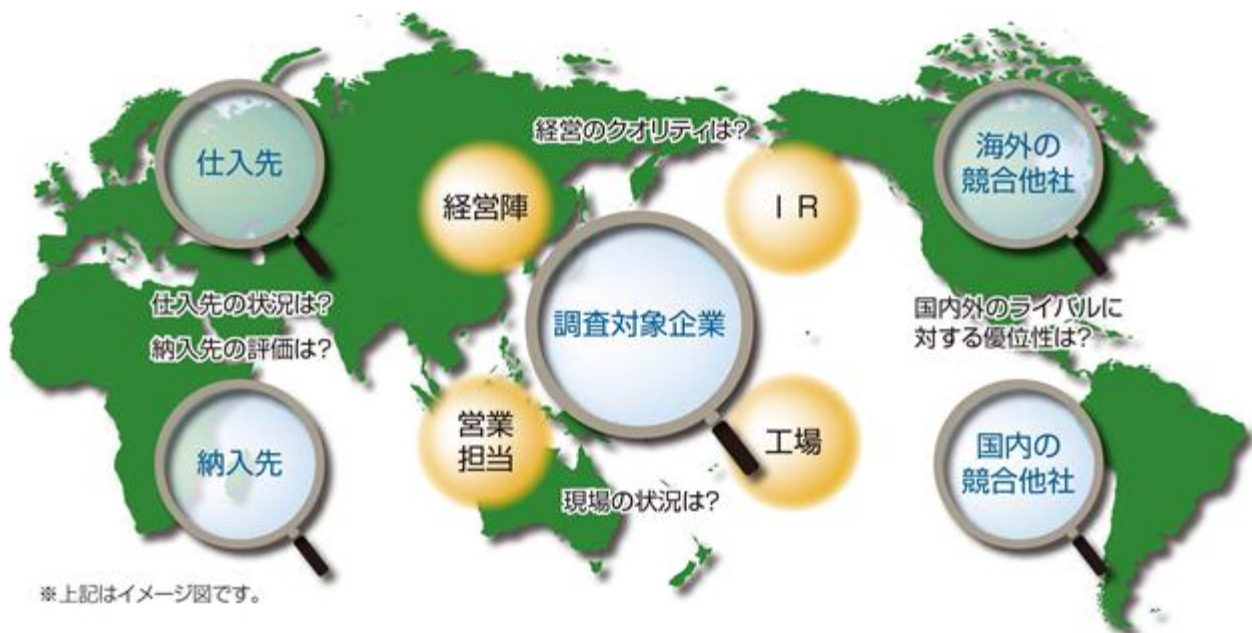 経営のクオリティは?
仕入先
経営陣
ＩＲ
海外の
競合他社
仕入先の状況は?
納入先の評価は?
調査対象企業
国内外のライバルに
対する優位性は?
納入先
営業
担当
工場
国内の
競合他社
現場の状況は?
※上記はイメージ図です。